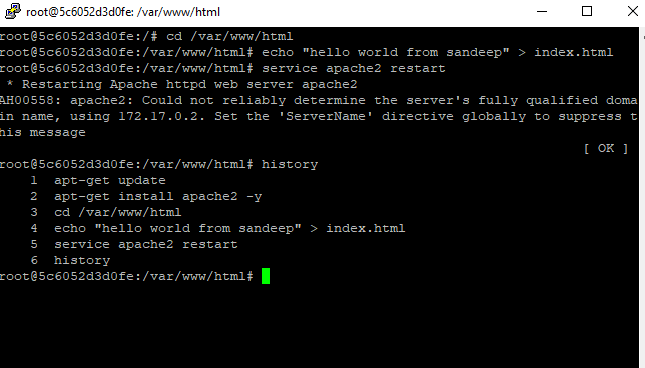 root@5c6052d3d0fe: /var/www/html
root@5c6052d3d0fe:/# cd /var/www/html
root@5c6052d3d0fe:/var/www/html# echo "hello world from sandeep" > index.html
root@5c6052d3d0fe:/var/www/html# service apache2 restart
 * Restarting Apache httpd web server apache2
AH00558: apache2: Could not reliably determine the server's fully qualified doma
in name, using 172.17.0.2. Set the 'ServerName' directive globally to suppress t
his message
[ OK ]
root@5c6052d3d0fe:/var/www/html# history
    1  apt-get update
    2  apt-get install apache2 -y
    3  cd /var/www/html
    4  echo "hello world from sandeep" > index.html
    5  service apache2 restart
    6  history
root@5c6052d3d0fe:/var/www/html#